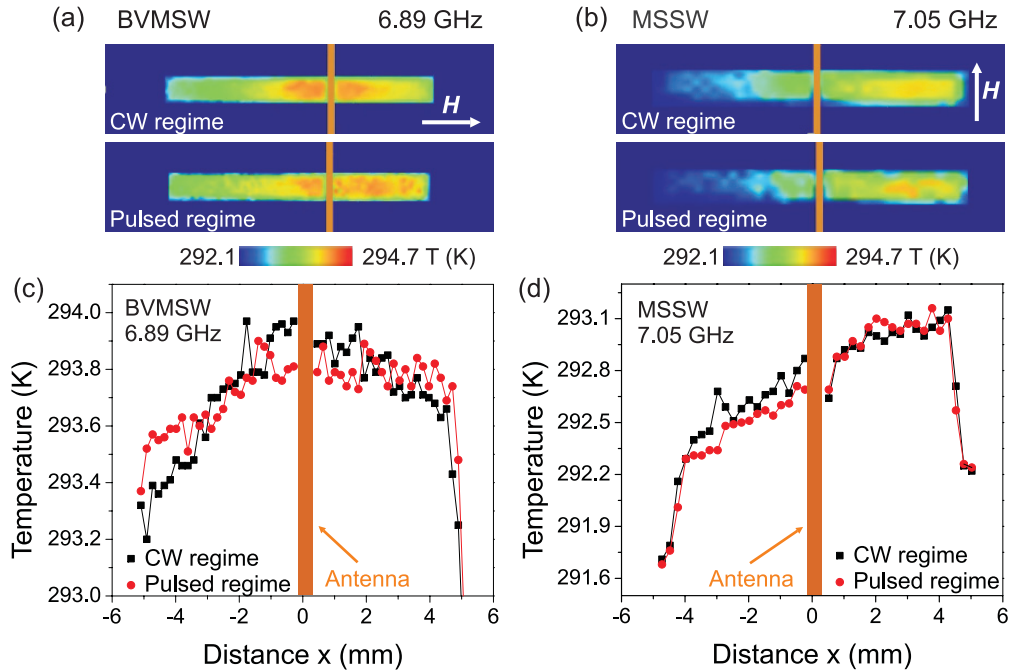 (a) BVMSW 6.89 GHz
H
CW regime
Pulsed regime
292.1 294.7 T (K)
(b) MSSW 7.05 GHz
H
CW regime
Pulsed regime
292.1 294.7 T (K)
(c)
BVMSW
6.89 GHz
294.0
293.8
293.6
293.4
293.2
293.0
Temperature (K)
CW regime
Pulsed regime
Antenna
-6 -4 -2 0 2 4 6
Distance x (mm)
(d)
MSSW
7.05 GHz
293.1
292.8
292.5
292.2
291.9
291.6
Temperature (K)
CW regime
Pulsed regime
Antenna
-6 -4 -2 0 2 4 6
Distance x (mm)